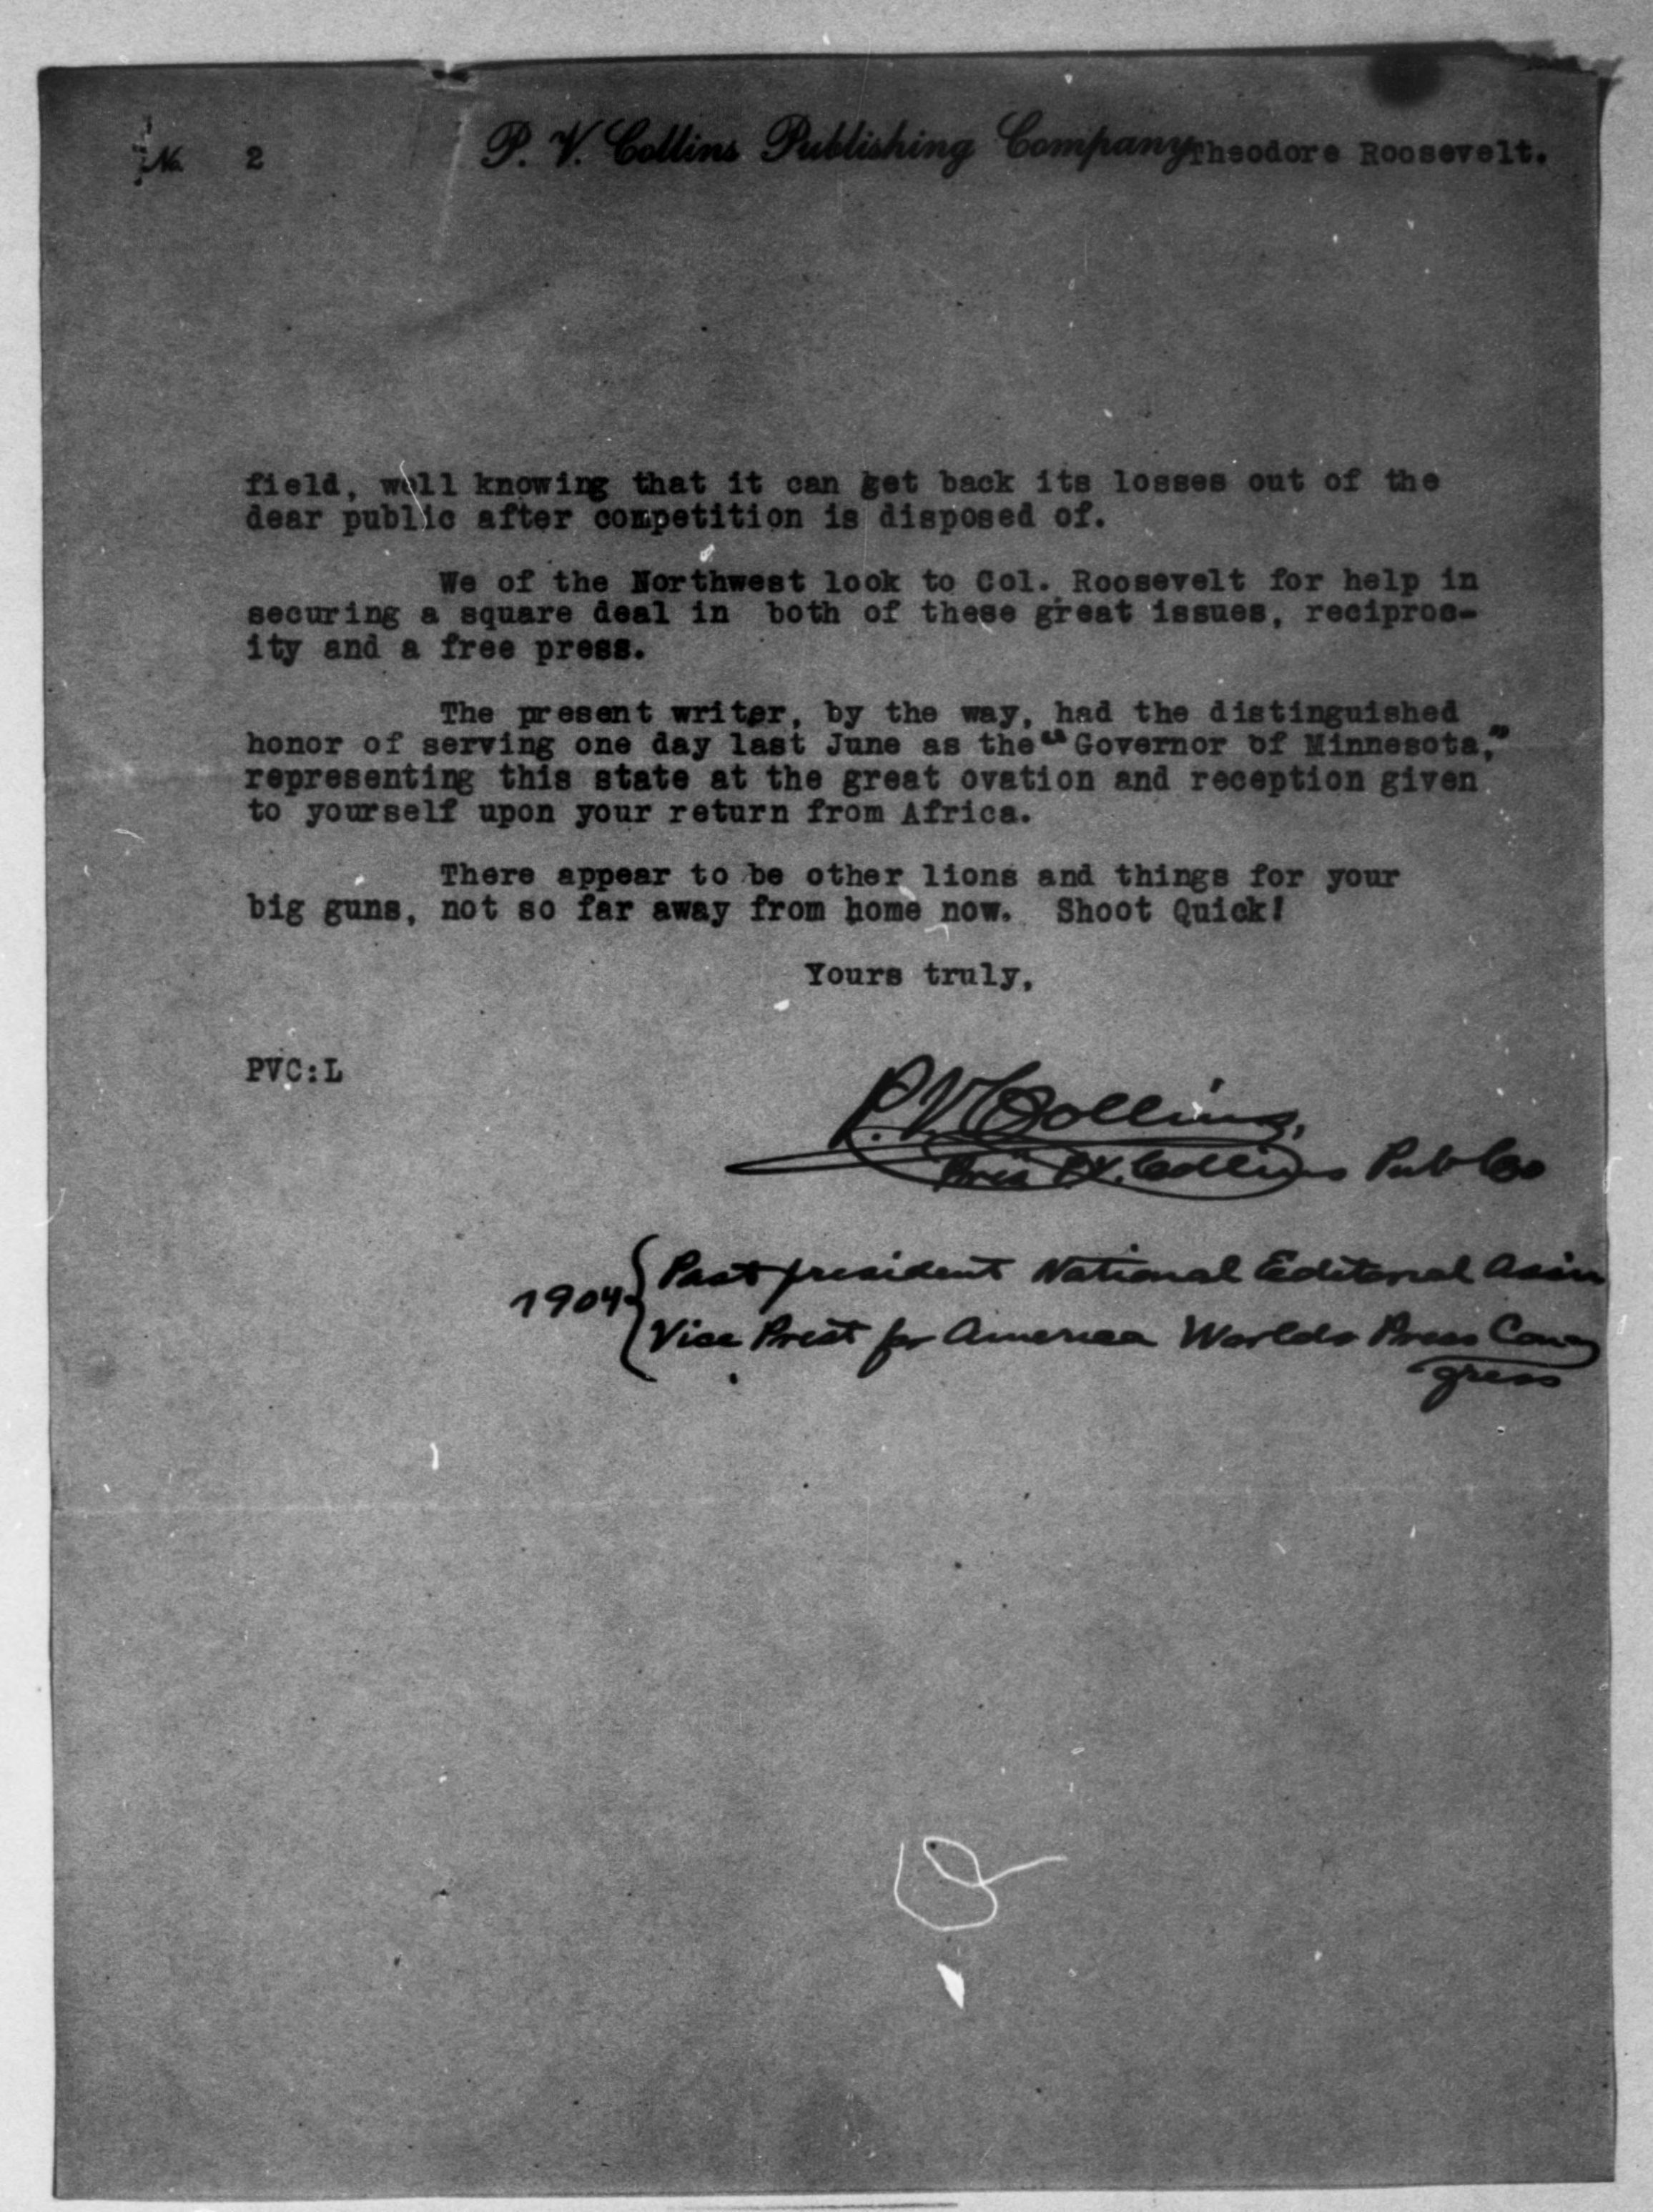 No. 2 P. V. Collins Publishing Company Theodore Roosevelt.
field, well knowing that it can get back its losses out of the
dear public after competition is disposed of.
We of the Northwest look to Col. Roosevelt for help in
securing a square deal in both of these great issues, reciproc-
ity and a free press.
The present writer, by the way, had the distinguished
honor of serving one day last June as the "Governor of Minnesota,"
representing this state at the great ovation and reception given
to yourself upon your return from Africa.
There appear to be other lions and things for your
big guns, not so far away from home now. Shoot Quick!
Yours truly,
PVC:L
P. V. Collins,
Pres P. V. Collins Pub Co
1904 { Past president National Editorial Assn
Vice Prest for America Worlds Press Con
gress